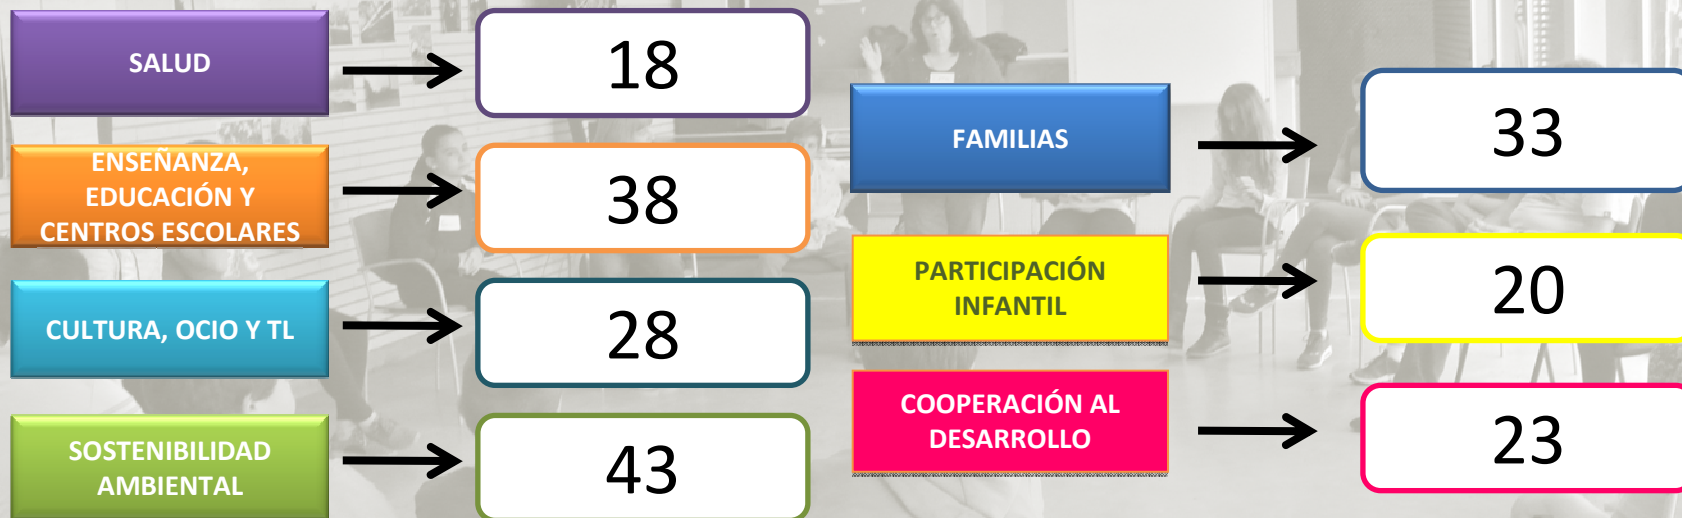 SALUD
18
ENSEÑANZA,
EDUCACIÓN Y
CENTROS ESCOLARES
38
CULTURA, OCIO Y TL
28
SOSTENIBILIDAD
AMBIENTAL
43
FAMILIAS
33
PARTICIPACIÓN
INFANTIL
20
COOPERACIÓN AL
DESARROLLO
23